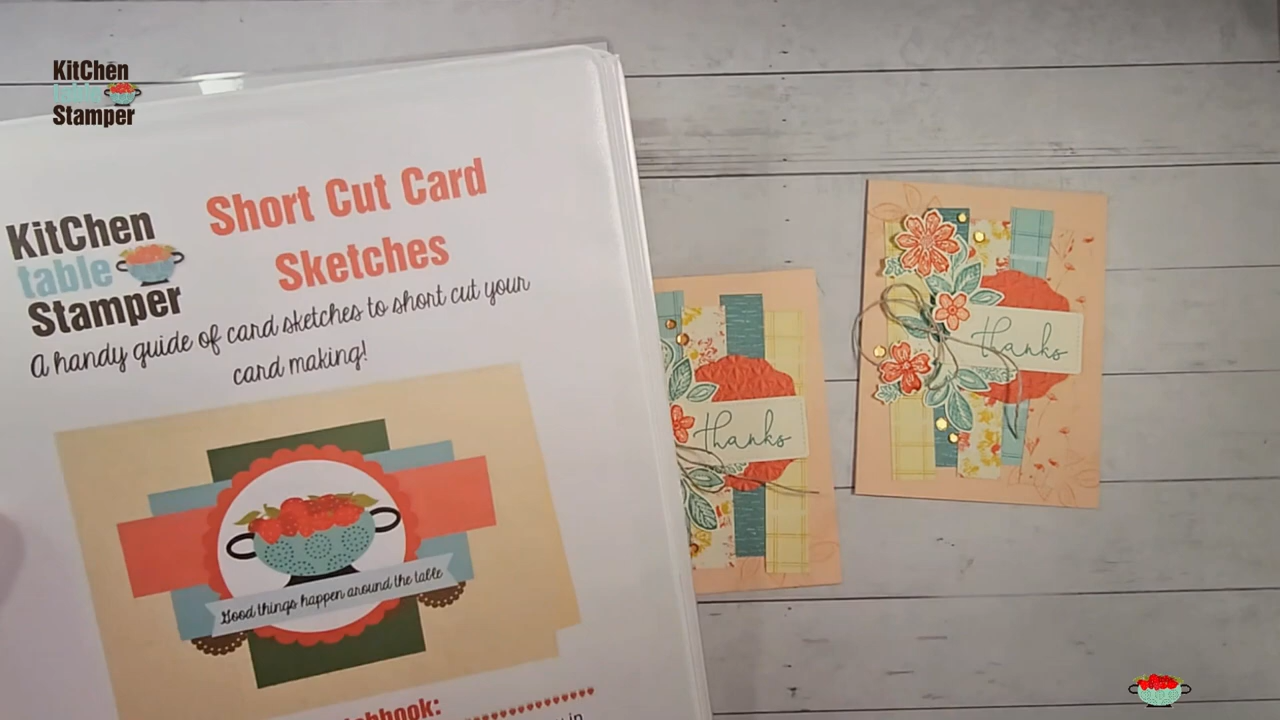 KitChen
table
Stamper
Short Cut Card
Sketches
KitChen
table
Stamper
A handy guide of card sketches to short cut your
card making!
Good things happen around the table
thanks
thanks